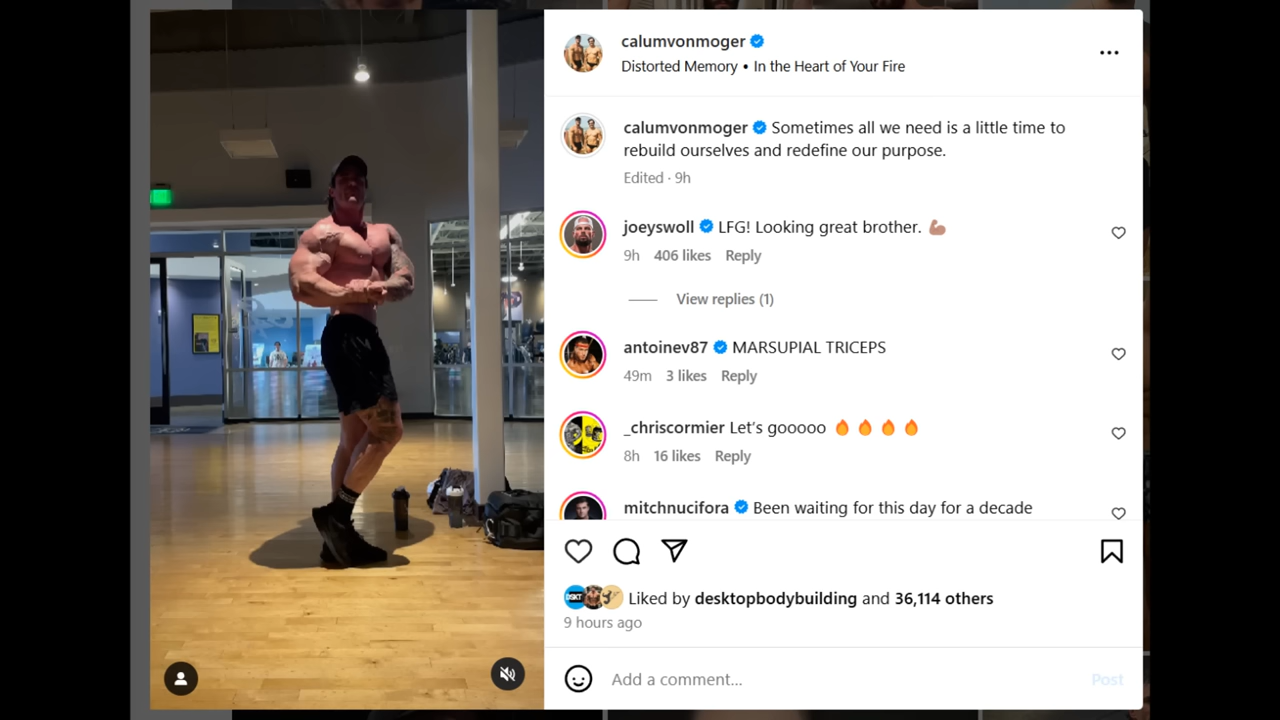 calumvonmoger
Distorted Memory • In the Heart of Your Fire
calumvonmoger Sometimes all we need is a little time to
rebuild ourselves and redefine our purpose.
Edited · 9h
joeyswoll LFG! Looking great brother. 💪🏽
9h 406 likes Reply
View replies (1)
antoinev87 MARSUPIAL TRICEPS
49m 3 likes Reply
_chriscormier Let's gooooo 🔥 🔥 🔥 🔥
8h 16 likes Reply
mitchnucifora Been waiting for this day for a decade
Liked by desktopbodybuilding and 36,114 others
9 hours ago
Add a comment...
Post